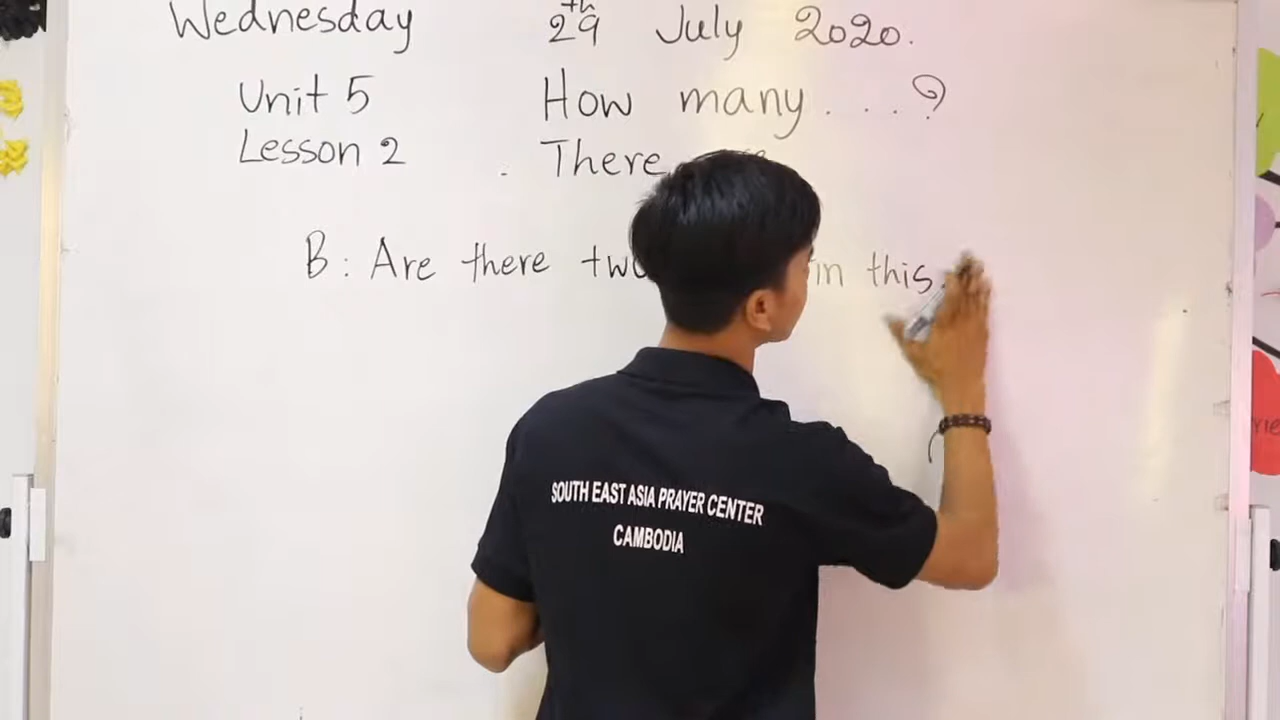 Wednesday 29th July 2020.
Unit 5 How many . . . ?
Lesson 2 . There
B: Are there in this
SOUTH EAST ASIA PRAYER CENTER
CAMBODIA